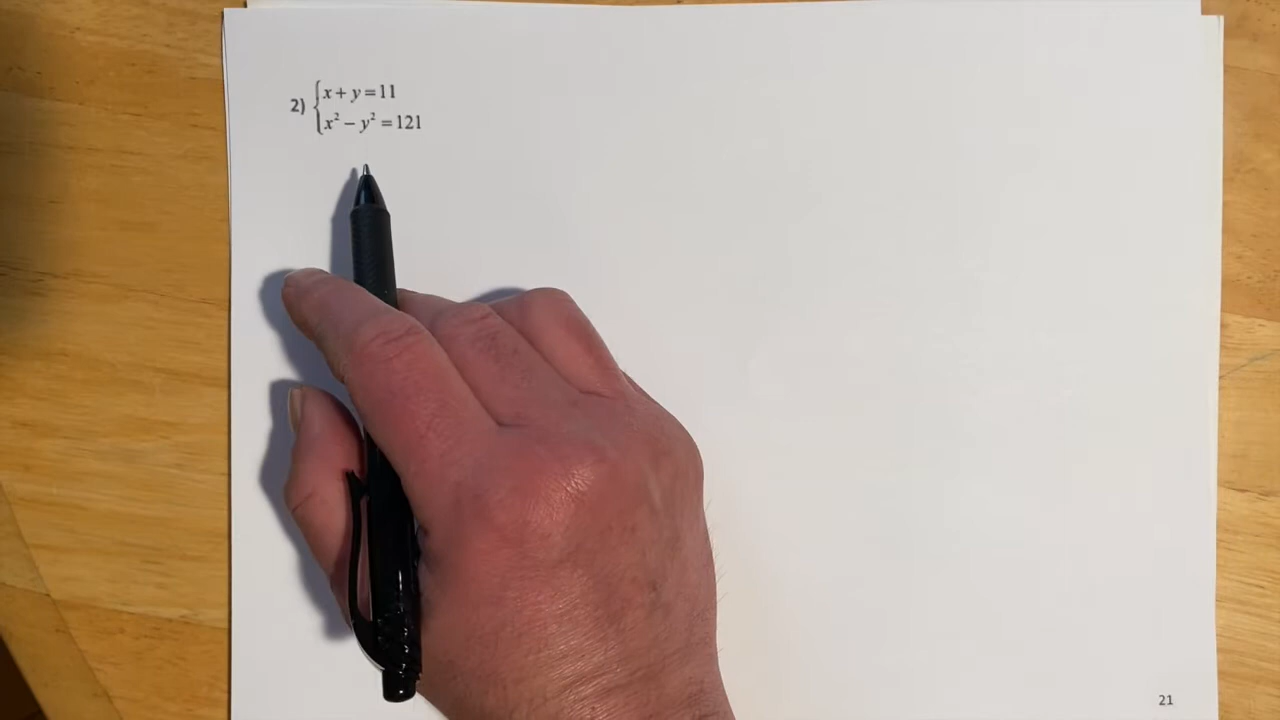 2) { x + y = 11
x² − y² = 121
21